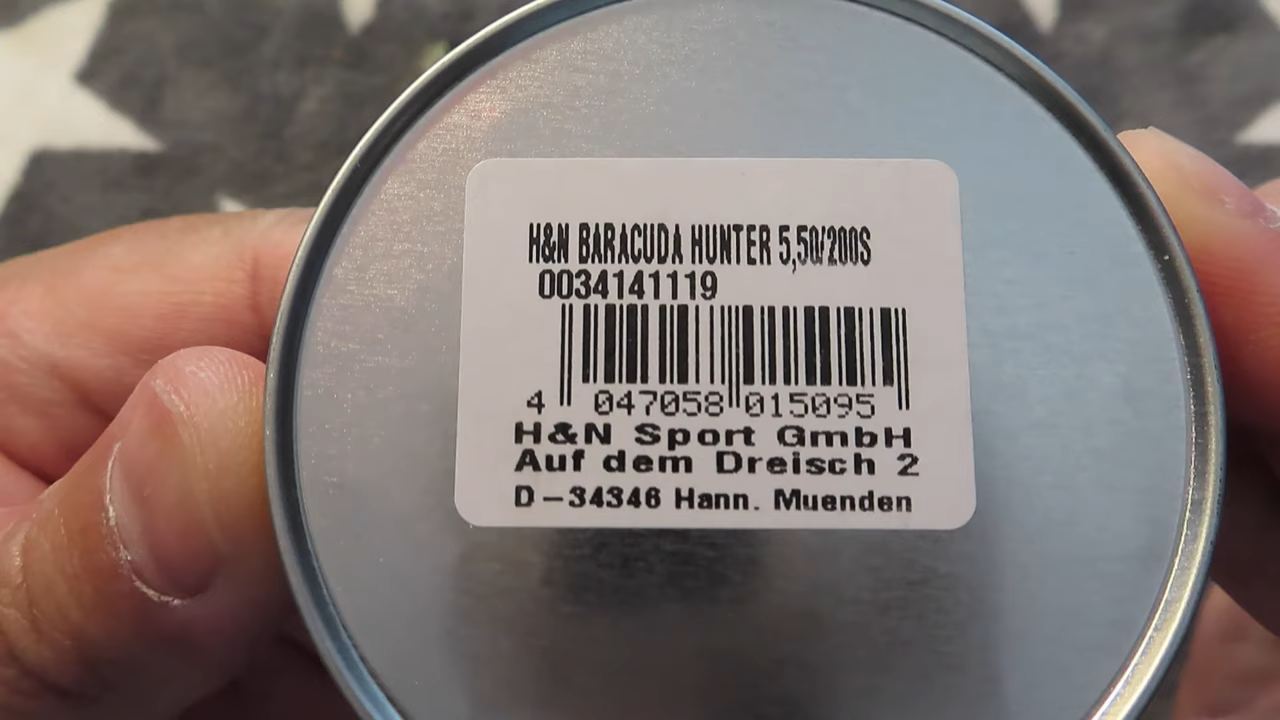 H&N BARACUDA HUNTER 5,50/200S
0034141119
4 047058 015095
H&N Sport GmbH
Auf dem Dreisch 2
D-34346 Hann. Muenden